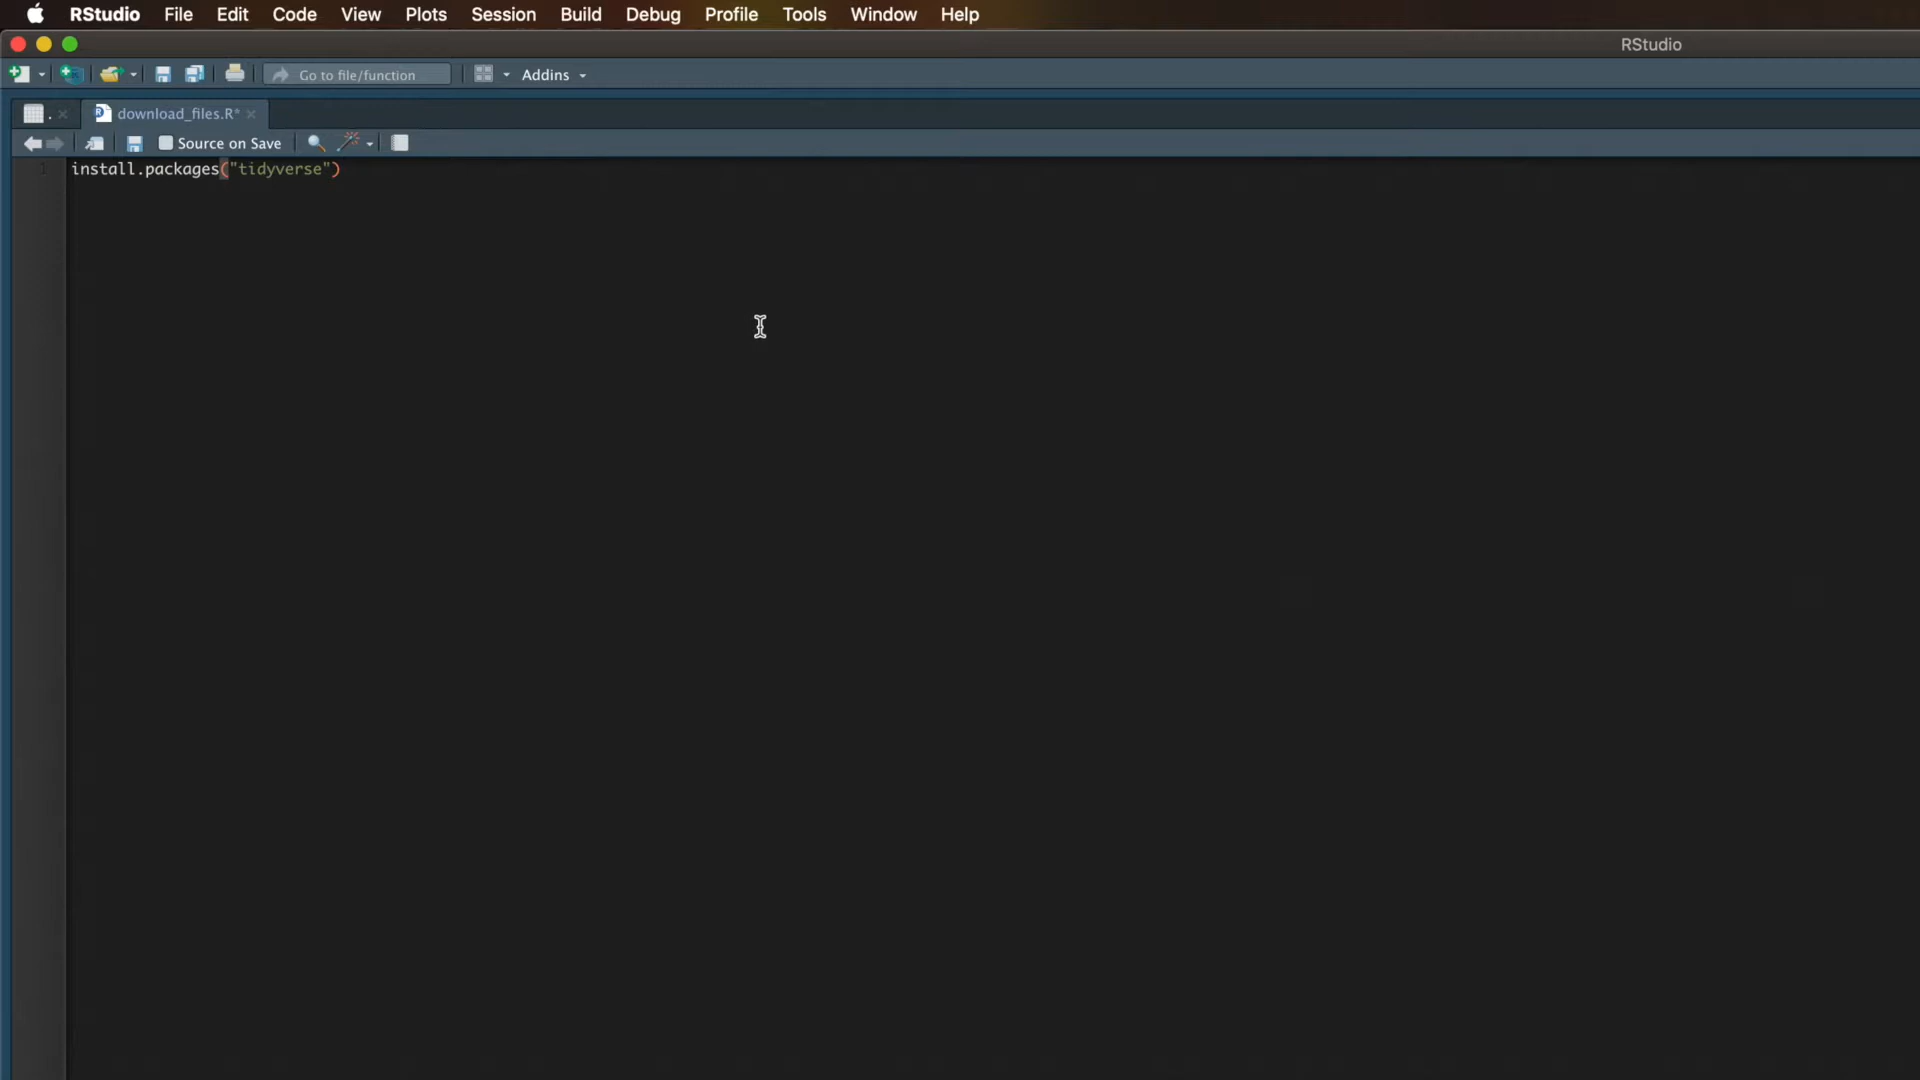 RStudio File Edit Code View Plots Session Build Debug Profile Tools Window Help
RStudio
Go to file/function Addins
. download_files.R*
Source on Save
1 install.packages("tidyverse")